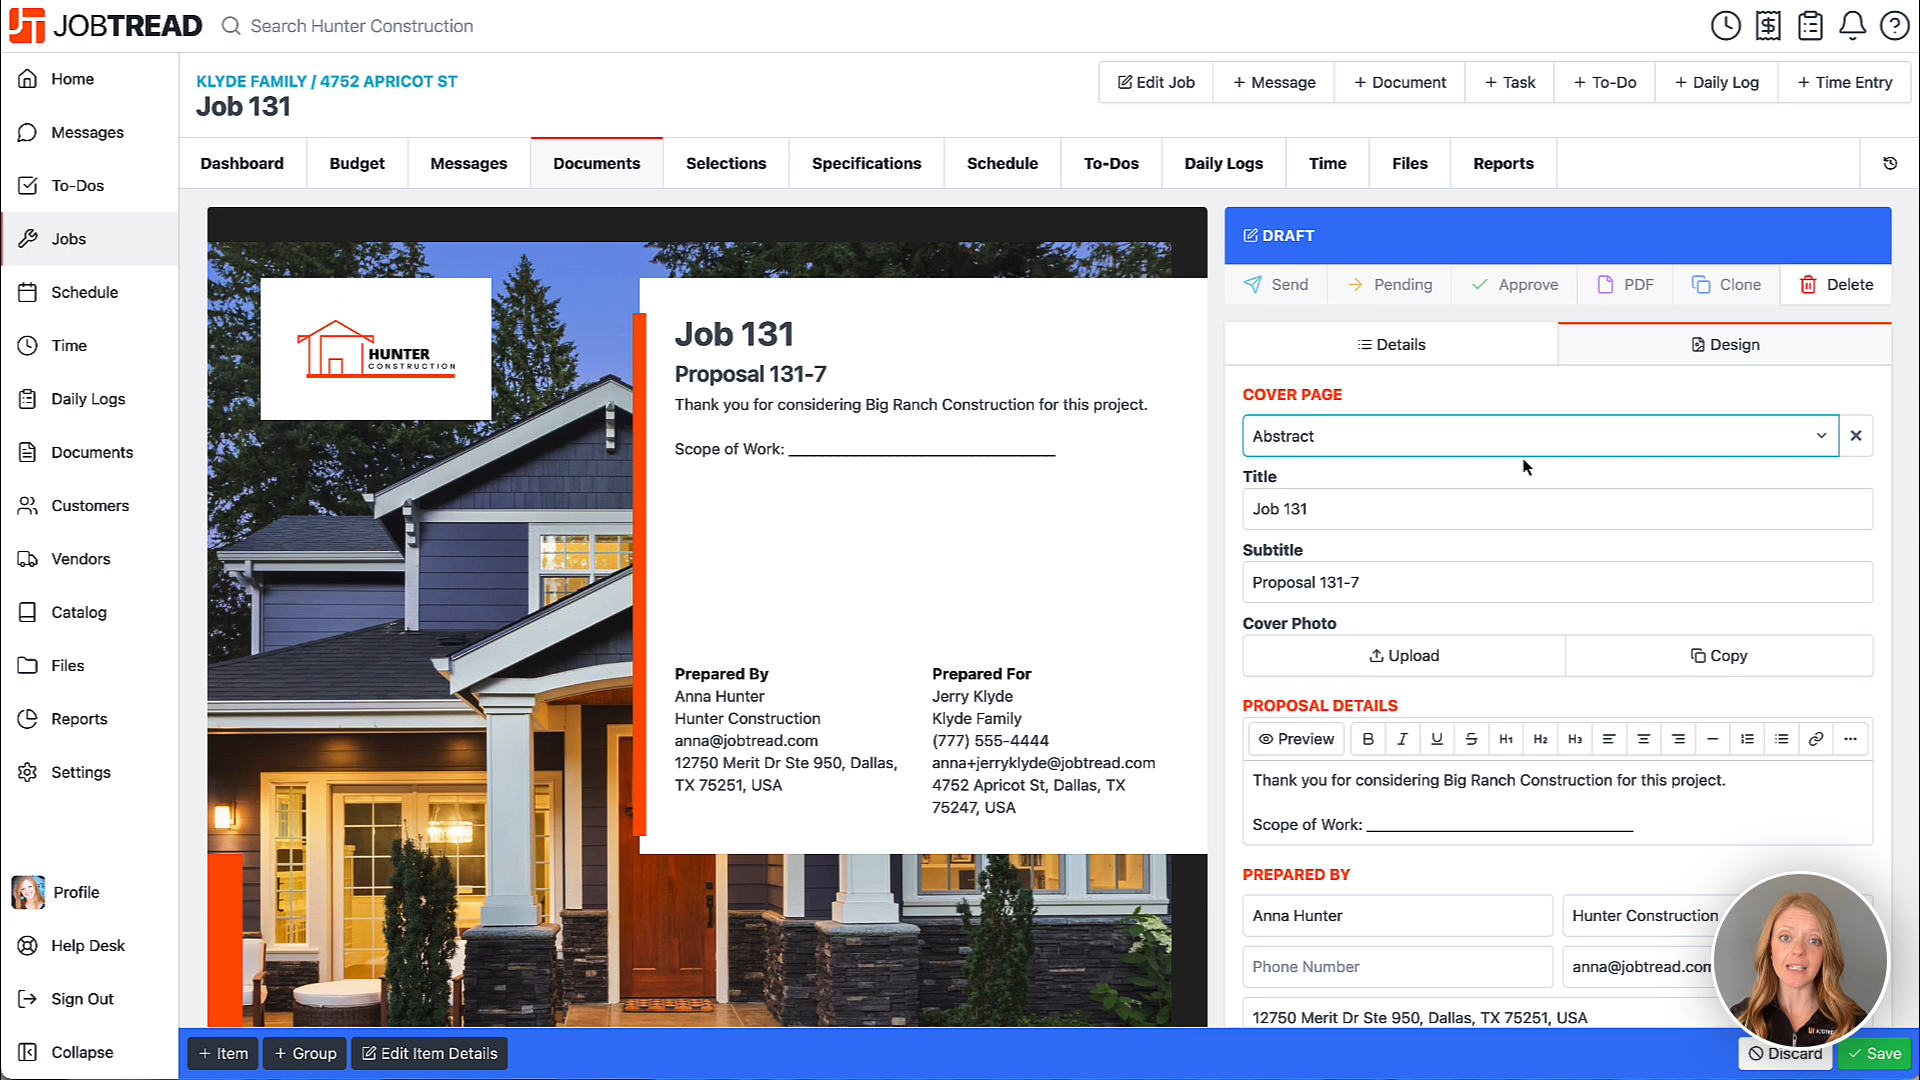 JOBTREAD
Search Hunter Construction
Home
Messages
To-Dos
Jobs
Schedule
Time
Daily Logs
Documents
Customers
Vendors
Catalog
Files
Reports
Settings
Profile
Help Desk
Sign Out
Collapse
KLYDE FAMILY / 4752 APRICOT ST
Job 131
Edit Job
+ Message
+ Document
+ Task
+ To-Do
+ Daily Log
+ Time Entry
Dashboard
Budget
Messages
Documents
Selections
Specifications
Schedule
To-Dos
Daily Logs
Time
Files
Reports
HUNTER
CONSTRUCTION
Job 131
Proposal 131-7
Thank you for considering Big Ranch Construction for this project.
Scope of Work: ________________________________
Prepared By
Anna Hunter
Hunter Construction
anna@jobtread.com
12750 Merit Dr Ste 950, Dallas,
TX 75251, USA
Prepared For
Jerry Klyde
Klyde Family
(777) 555-4444
anna+jerryklyde@jobtread.com
4752 Apricot St, Dallas, TX
75247, USA
DRAFT
Send
Pending
Approve
PDF
Clone
Delete
Details
Design
COVER PAGE
Abstract
Title
Job 131
Subtitle
Proposal 131-7
Cover Photo
Upload
Copy
PROPOSAL DETAILS
Preview
B I U S H1 H2 H3
Thank you for considering Big Ranch Construction for this project.
Scope of Work: ________________________________
PREPARED BY
Anna Hunter
Hunter Construction
Phone Number
anna@jobtread.com
12750 Merit Dr Ste 950, Dallas, TX 75251, USA
+ Item
+ Group
Edit Item Details
Discard
Save